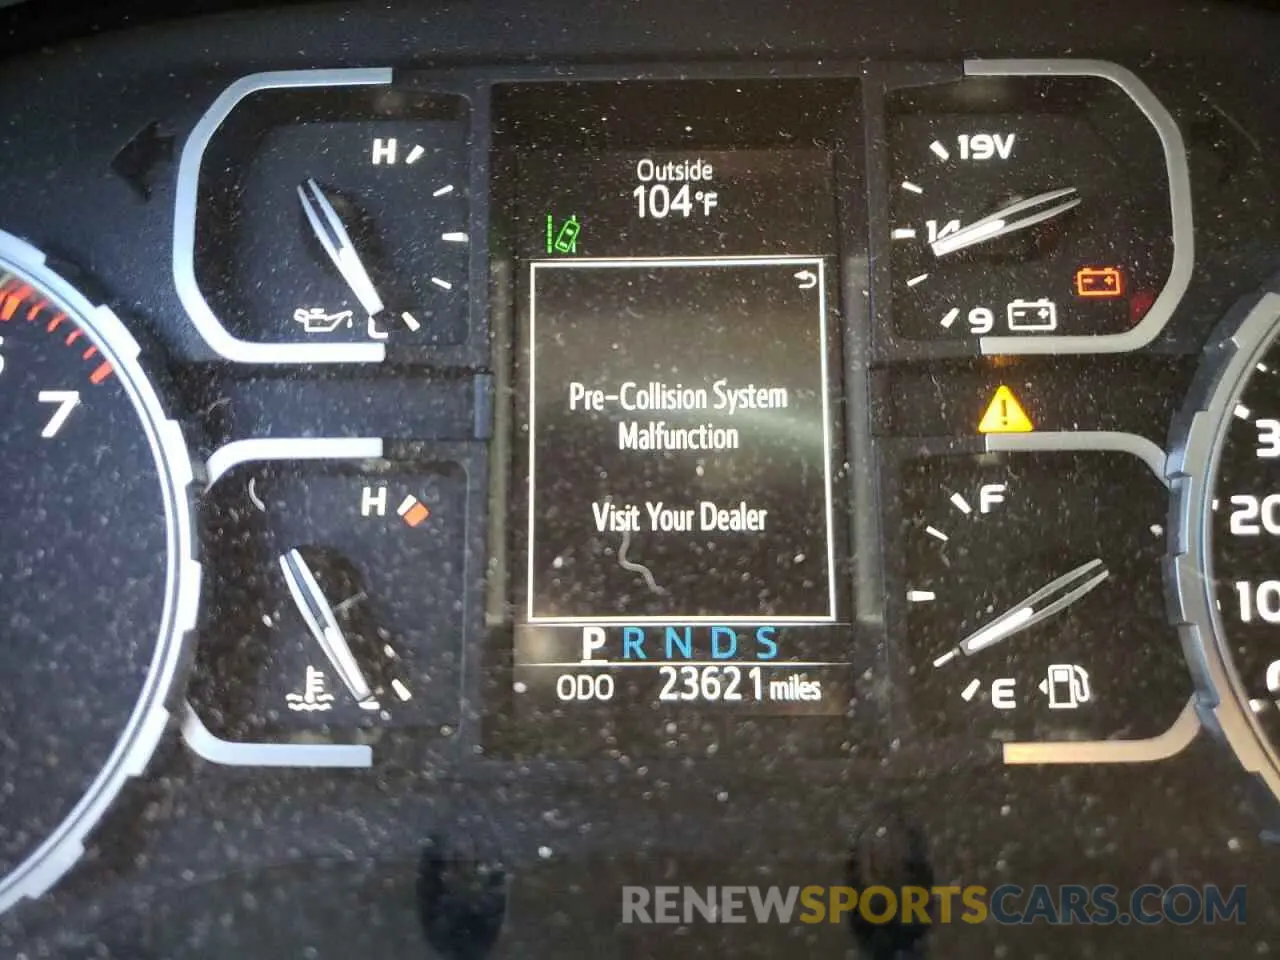 Outside
104°F
H
19V
14
L
9
7
Pre-Collision System
Malfunction
Visit Your Dealer
H
F
20
10
E
P R N D S
ODO 23621 miles
RENEWSPORTSCARS.COM